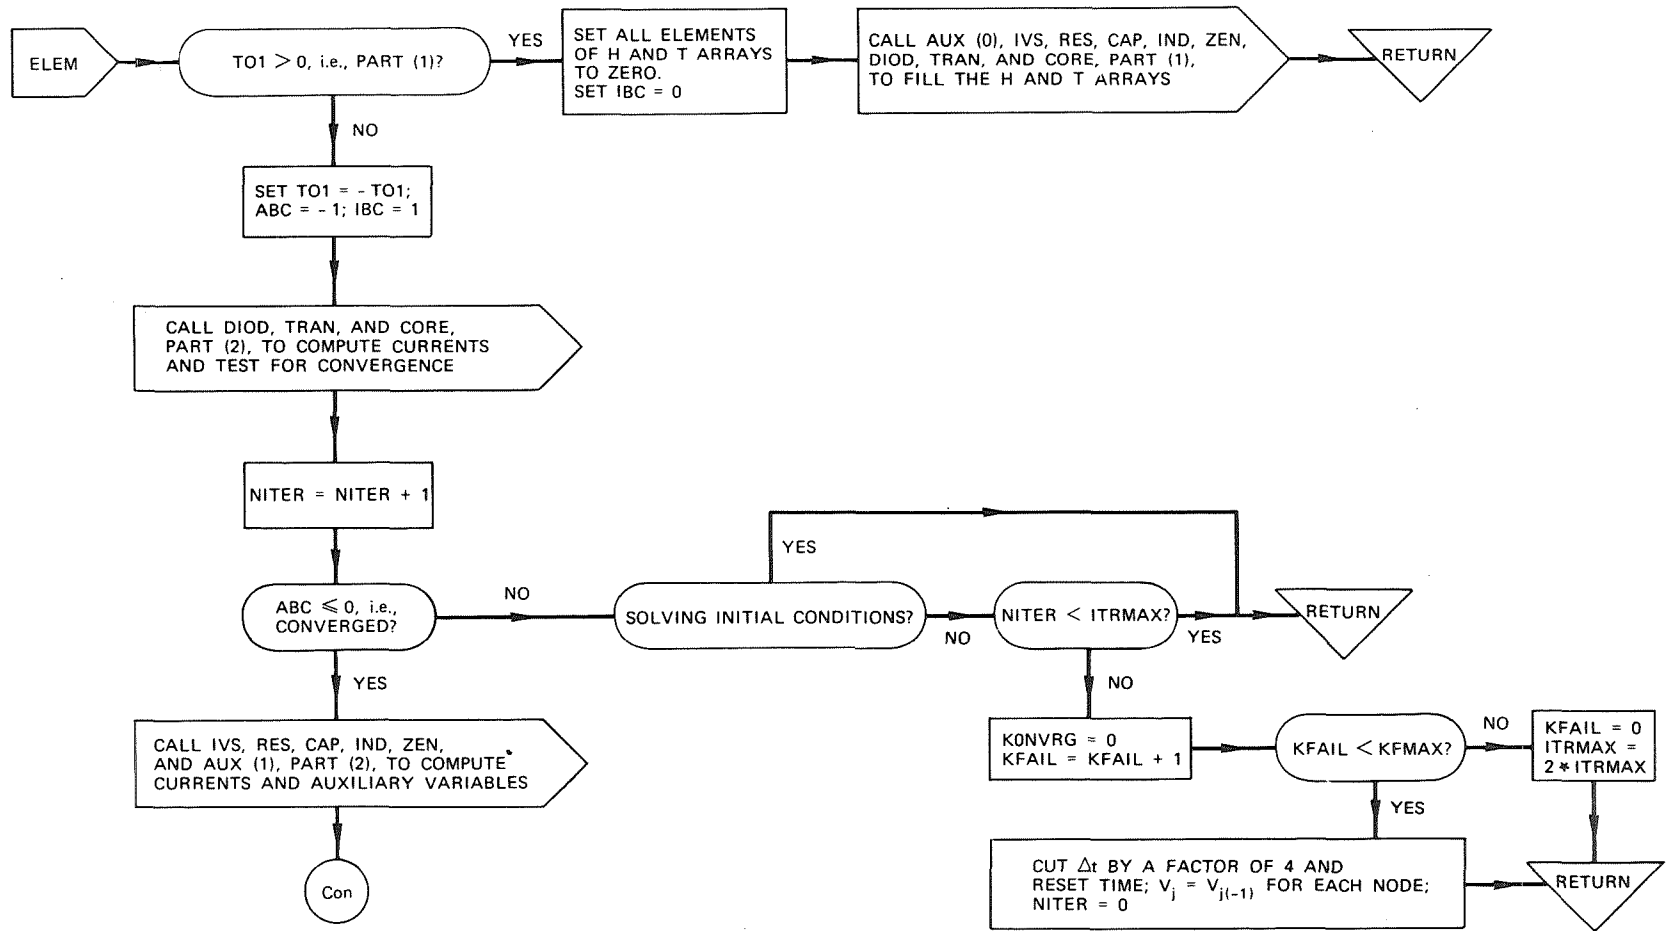 ELEM
TO1 > 0, i.e., PART (1)?
YES
SET ALL ELEMENTS
OF H AND T ARRAYS
TO ZERO.
SET IBC = 0
CALL AUX (0), IVS, RES, CAP, IND, ZEN,
DIOD, TRAN, AND CORE, PART (1),
TO FILL THE H AND T ARRAYS
RETURN
NO
SET TO1 = - TO1;
ABC = - 1; IBC = 1
CALL DIOD, TRAN, AND CORE,
PART (2), TO COMPUTE CURRENTS
AND TEST FOR CONVERGENCE
NITER = NITER + 1
ABC ⩽ 0, i.e.,
CONVERGED?
NO
SOLVING INITIAL CONDITIONS?
YES
NO
NITER < ITRMAX?
YES
RETURN
YES
CALL IVS, RES, CAP, IND, ZEN,
AND AUX (1), PART (2), TO COMPUTE
CURRENTS AND AUXILIARY VARIABLES
Con
NO
KONVRG = 0
KFAIL = KFAIL + 1
KFAIL < KFMAX?
NO
KFAIL = 0
ITRMAX =
2 * ITRMAX
YES
CUT Δt BY A FACTOR OF 4 AND
RESET TIME; Vj = Vj(-1) FOR EACH NODE;
NITER = 0
RETURN